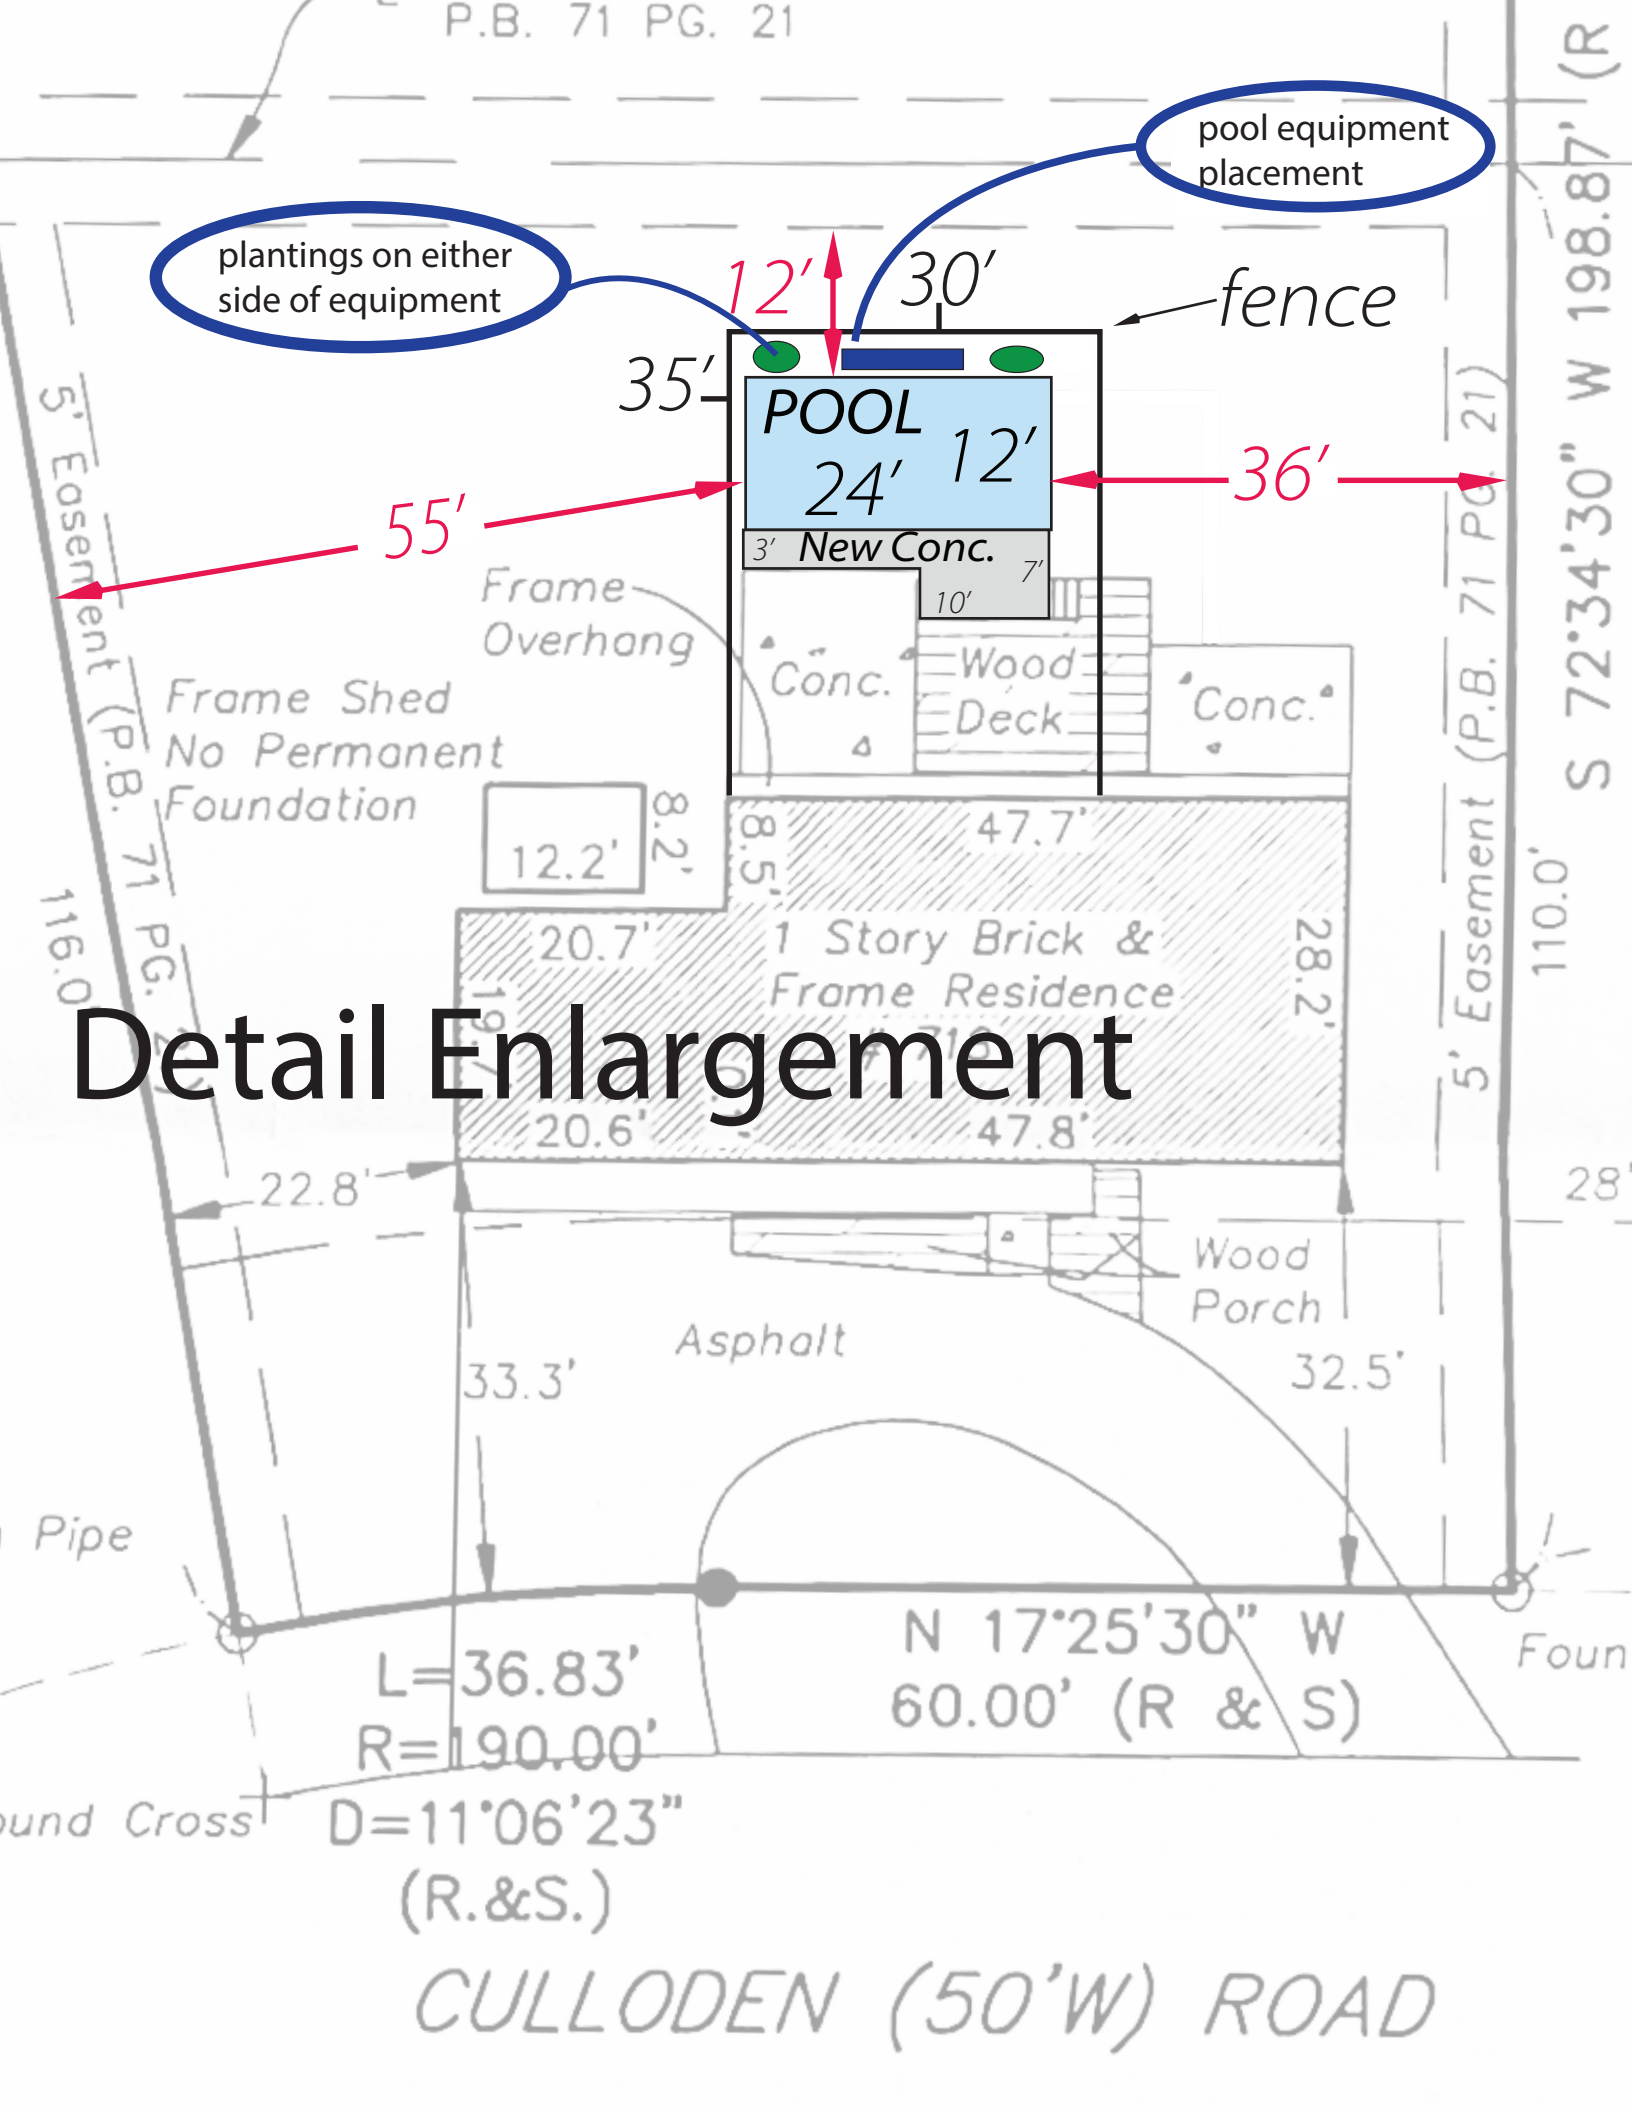 P.B. 71 PG. 21
pool equipment
placement
plantings on either
side of equipment
12'
30'
fence
35'
POOL
12'
24'
36'
55'
3'
New Conc.
7'
10'
Frame
Overhang
Conc.
Wood
Deck
Conc.
Frame Shed
No Permanent
Foundation
12.2'
8.2'
5' Easement (P.B. 71 PG.
116.0
5' Easement (P.B. 71 PG. 21)
S 72°34'30" W 198.87' (R
110.0'
47.7'
8.5'
20.7'
1 Story Brick &
Frame Residence
28.2'
19.7'
Detail Enlargement
20.6'
47.8'
22.8'
28'
Wood
Porch
Asphalt
33.3'
32.5'
Pipe
N 17°25'30" W
60.00' (R & S)
Foun
L=36.83'
R=190.00'
D=11°06'23"
(R.&S.)
ound Cross
CULLODEN (50'W) ROAD